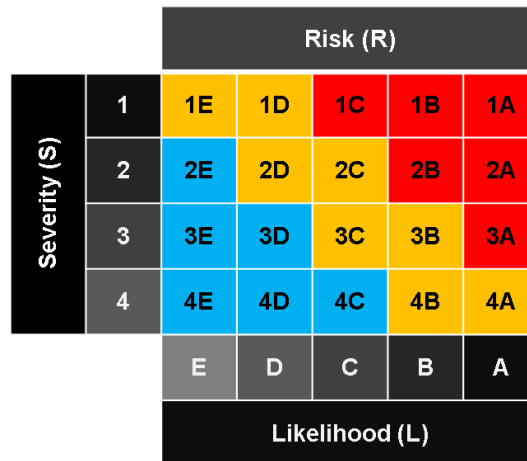 Risk (R)
Severity (S)
1 1E 1D 1C 1B 1A
2 2E 2D 2C 2B 2A
3 3E 3D 3C 3B 3A
4 4E 4D 4C 4B 4A
E D C B A
Likelihood (L)